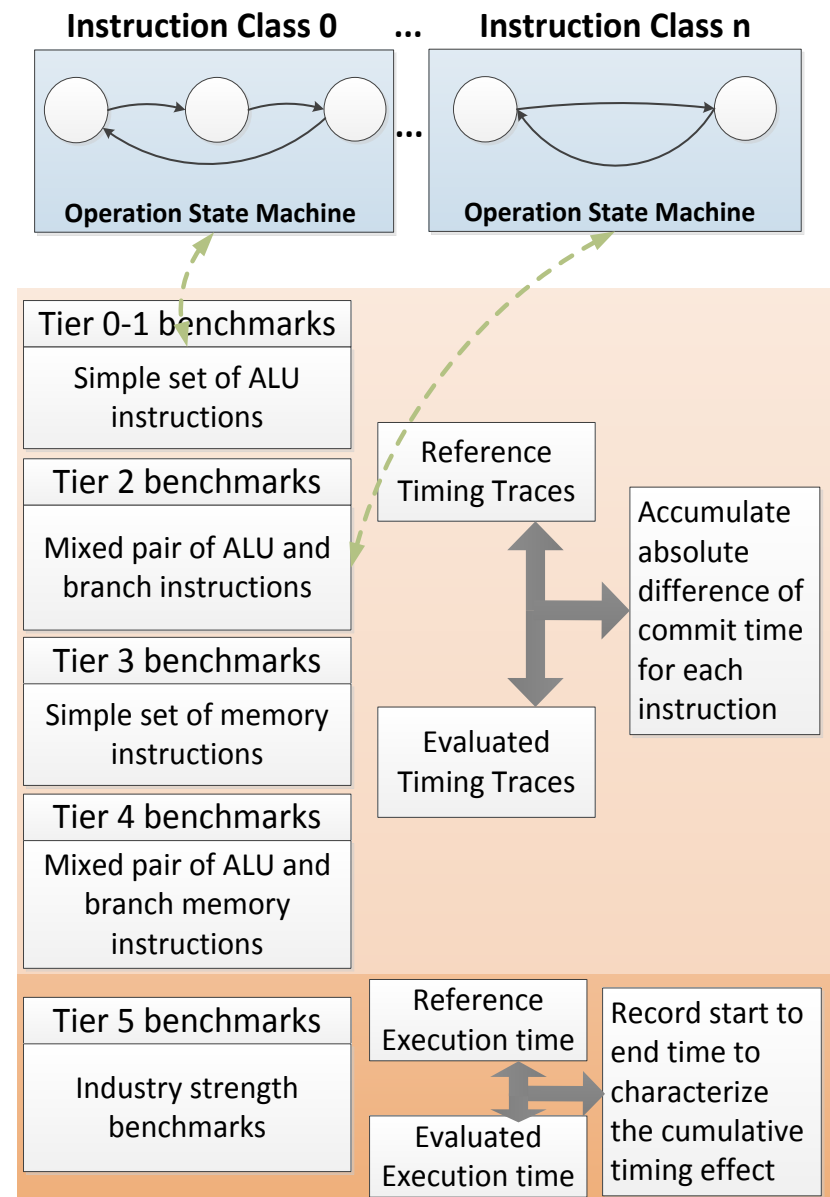 Instruction Class 0 ... Instruction Class n
...
Operation State Machine
Operation State Machine
Tier 0-1 benchmarks
Simple set of ALU
instructions
Tier 2 benchmarks
Mixed pair of ALU and
branch instructions
Tier 3 benchmarks
Simple set of memory
instructions
Tier 4 benchmarks
Mixed pair of ALU and
branch memory
instructions
Reference
Timing Traces
Evaluated
Timing Traces
Accumulate
absolute
difference of
commit time
for each
instruction
Tier 5 benchmarks
Industry strength
benchmarks
Reference
Execution time
Evaluated
Execution time
Record start to
end time to
characterize
the cumulative
timing effect